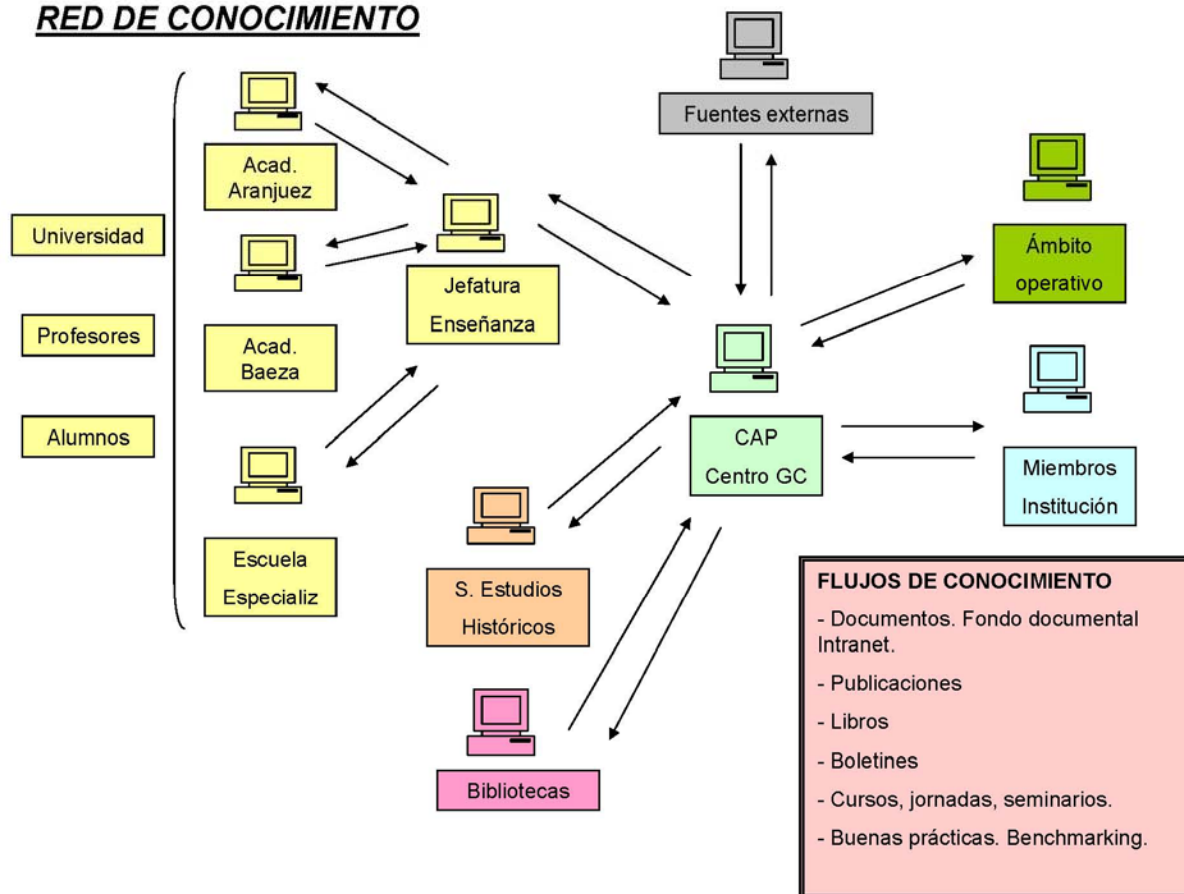 RED DE CONOCIMIENTO
Fuentes externas
Acad.
Aranjuez
Universidad
Ámbito
operativo
Jefatura
Enseñanza
Profesores
Acad.
Baeza
Alumnos
CAP
Centro GC
Miembros
Institución
Escuela
Especializ
S. Estudios
Históricos
Bibliotecas
FLUJOS DE CONOCIMIENTO
- Documentos. Fondo documental
Intranet.
- Publicaciones
- Libros
- Boletines
- Cursos, jornadas, seminarios.
- Buenas prácticas. Benchmarking.